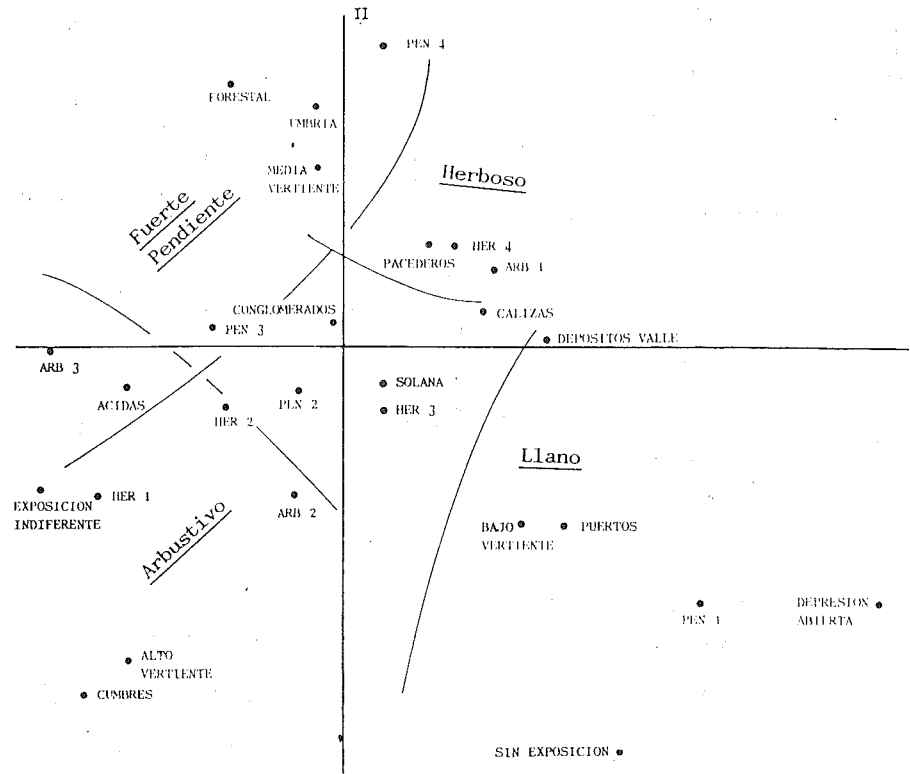 II
PEN 4
FORESTAL
UMBRIA
MEDIA
VERTIENTE
Herboso
Fuerte
Pendiente
PACEDEROS
HER 4
ARB 1
CONGLOMERADOS
CALIZAS
PEN 3
DEPOSITOS VALLE
ARB 3
ACIDAS
HER 2
PEN 2
SOLANA
HER 3
Llano
EXPOSICION
INDIFERENTE
HER 1
ARB 2
Arbustivo
BAJO
VERTIENTE
PUERTOS
PEN 1
DEPRESION
ABIERTA
ALTO
VERTIENTE
CUMBRES
SIN EXPOSICION